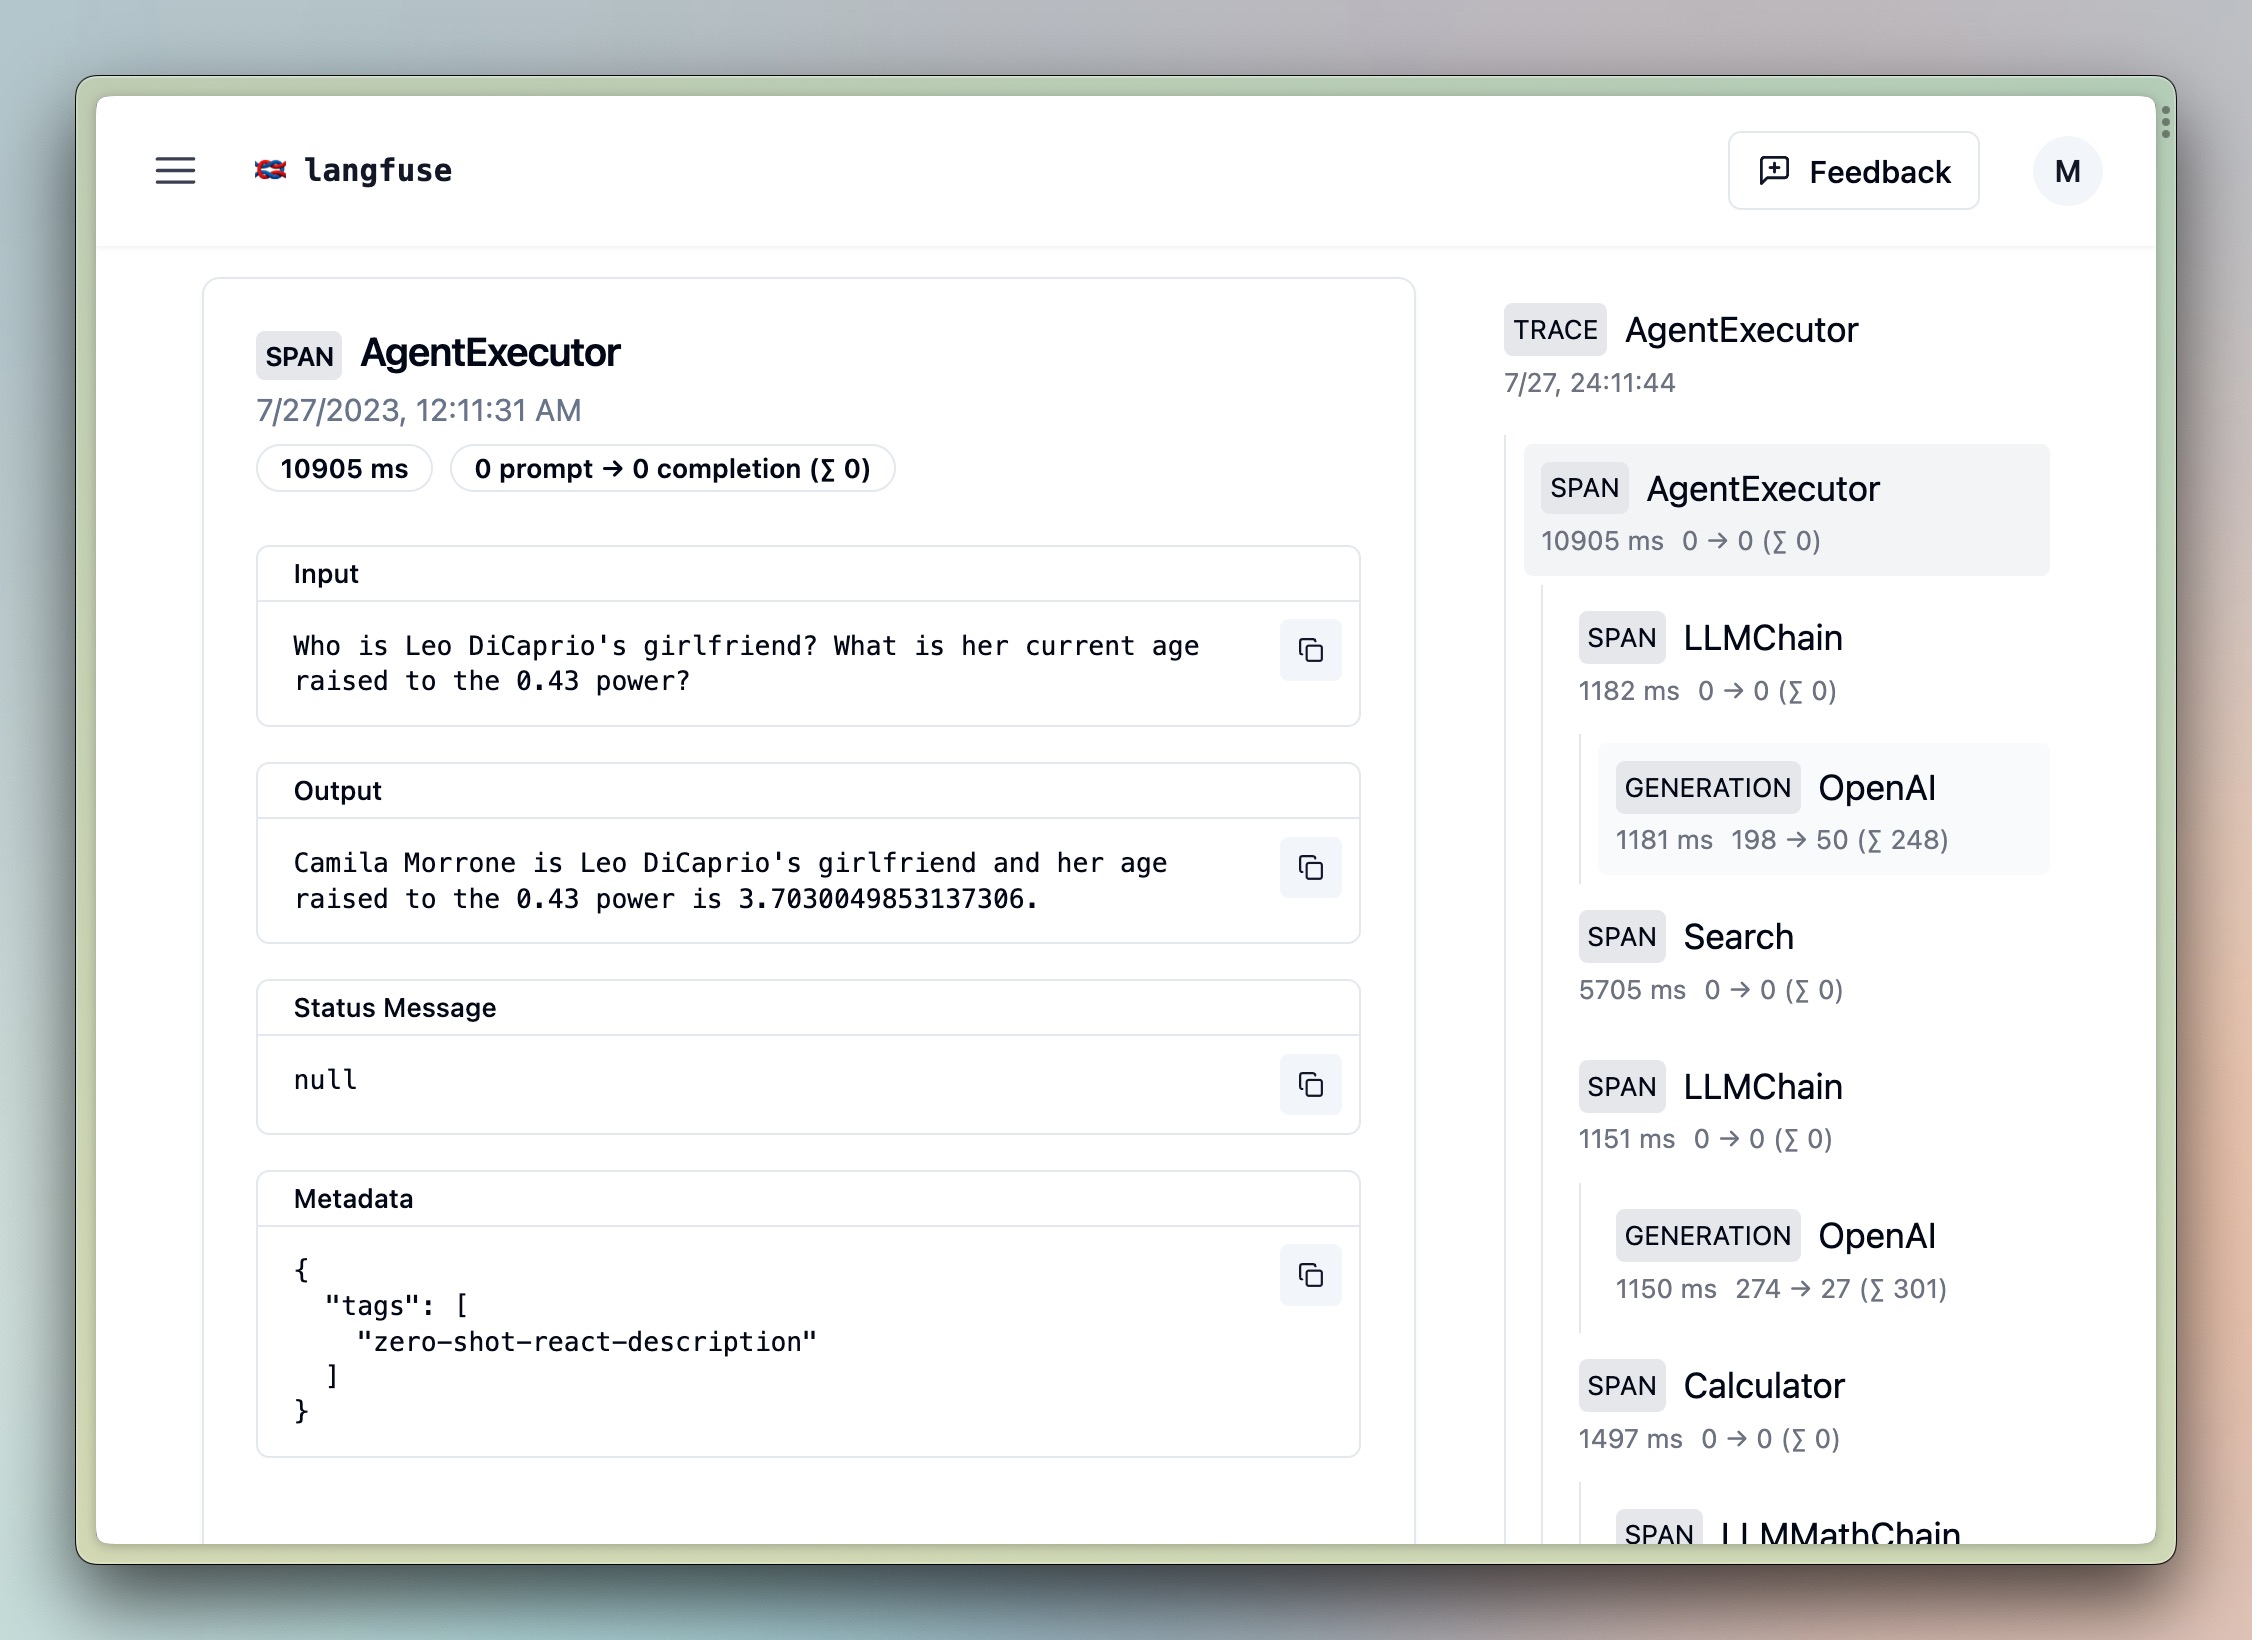 langfuse
Feedback
M
SPAN AgentExecutor
7/27/2023, 12:11:31 AM
10905 ms 0 prompt → 0 completion (∑ 0)
Input
Who is Leo DiCaprio's girlfriend? What is her current age
raised to the 0.43 power?
Output
Camila Morrone is Leo DiCaprio's girlfriend and her age
raised to the 0.43 power is 3.7030049853137306.
Status Message
null
Metadata
{
  "tags": [
    "zero-shot-react-description"
  ]
}
TRACE AgentExecutor
7/27, 24:11:44
SPAN AgentExecutor
10905 ms 0 → 0 (∑ 0)
SPAN LLMChain
1182 ms 0 → 0 (∑ 0)
GENERATION OpenAI
1181 ms 198 → 50 (∑ 248)
SPAN Search
5705 ms 0 → 0 (∑ 0)
SPAN LLMChain
1151 ms 0 → 0 (∑ 0)
GENERATION OpenAI
1150 ms 274 → 27 (∑ 301)
SPAN Calculator
1497 ms 0 → 0 (∑ 0)
SPAN LLMMathChain